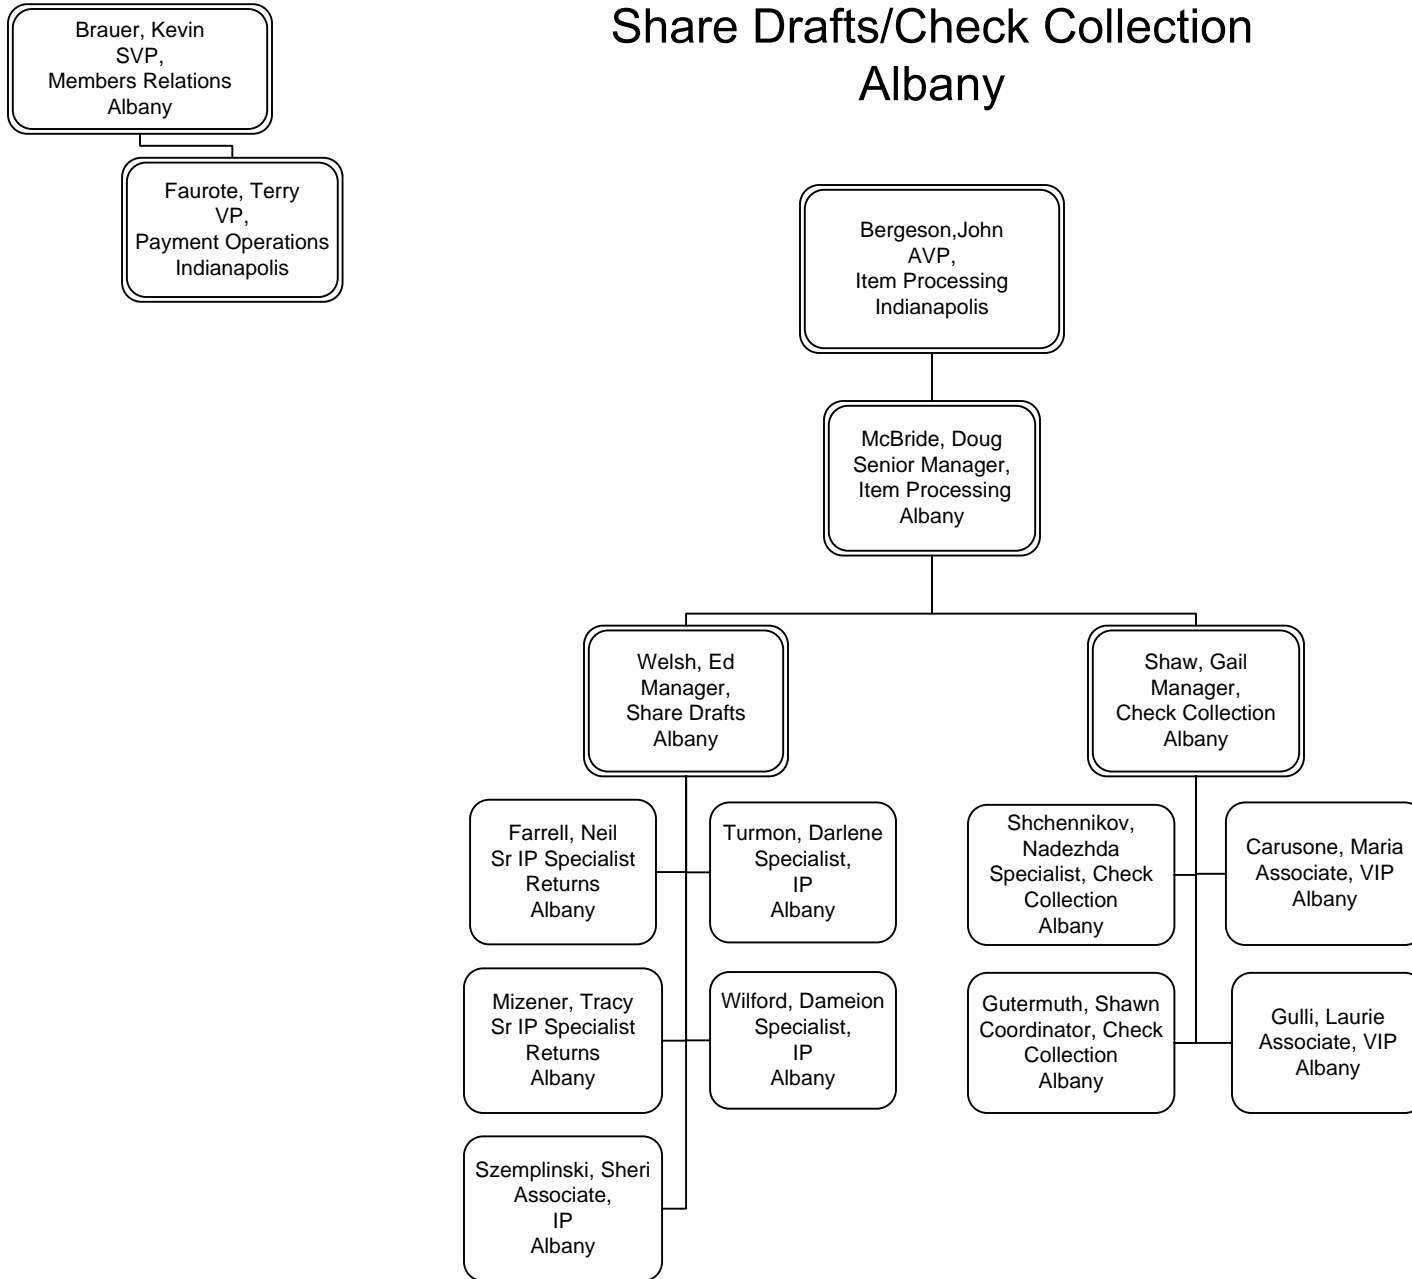 Share Drafts/Check Collection
Albany
Brauer, Kevin
SVP,
Members Relations
Albany
Faurote, Terry
VP,
Payment Operations
Indianapolis
Bergeson,John
AVP,
Item Processing
Indianapolis
McBride, Doug
Senior Manager,
Item Processing
Albany
Welsh, Ed
Manager,
Share Drafts
Albany
Shaw, Gail
Manager,
Check Collection
Albany
Farrell, Neil
Sr IP Specialist
Returns
Albany
Turmon, Darlene
Specialist,
IP
Albany
Shchennikov,
Nadezhda
Specialist, Check
Collection
Albany
Carusone, Maria
Associate, VIP
Albany
Mizener, Tracy
Sr IP Specialist
Returns
Albany
Wilford, Dameion
Specialist,
IP
Albany
Gutermuth, Shawn
Coordinator, Check
Collection
Albany
Gulli, Laurie
Associate, VIP
Albany
Szemplinski, Sheri
Associate,
IP
Albany